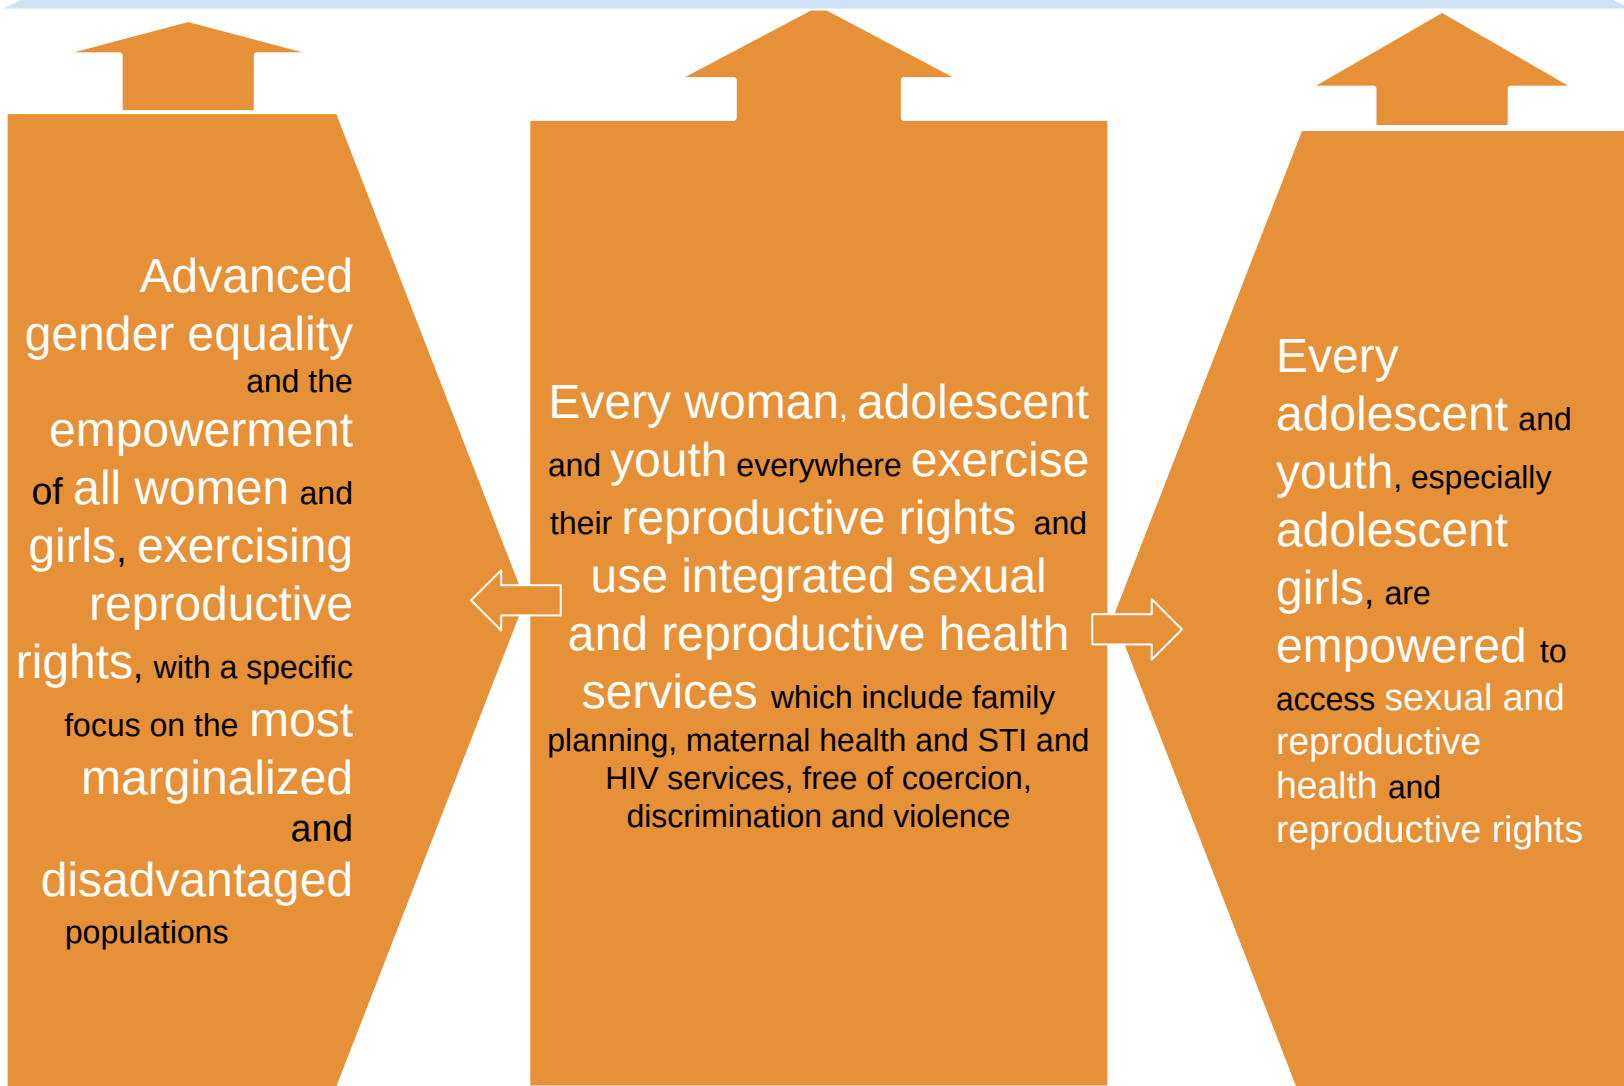 Advanced
gender equality
and the
empowerment
of all women and
girls, exercising
reproductive
rights, with a specific
focus on the most
marginalized
and
disadvantaged
populations
Every woman, adolescent
and youth everywhere exercise
their reproductive rights and
use integrated sexual
and reproductive health
services which include family
planning, maternal health and STI and
HIV services, free of coercion,
discrimination and violence
Every
adolescent and
youth, especially
adolescent
girls, are
empowered to
access sexual and
reproductive
health and
reproductive rights